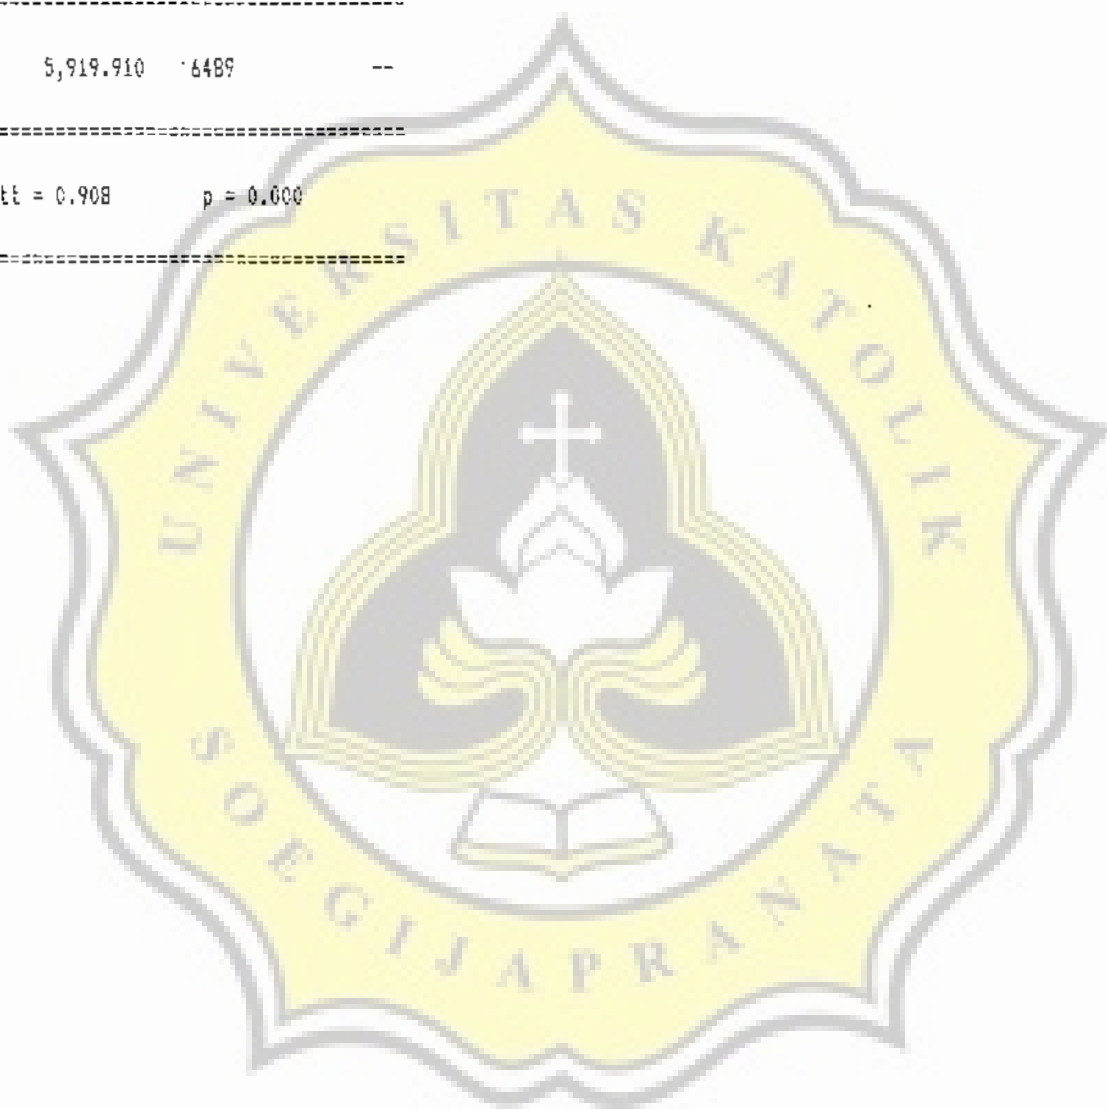 5,919.910 6489 --
tt = 0.908 p = 0.000
UNIVERSITAS KATOLIK
SOEGIJAPRANATA